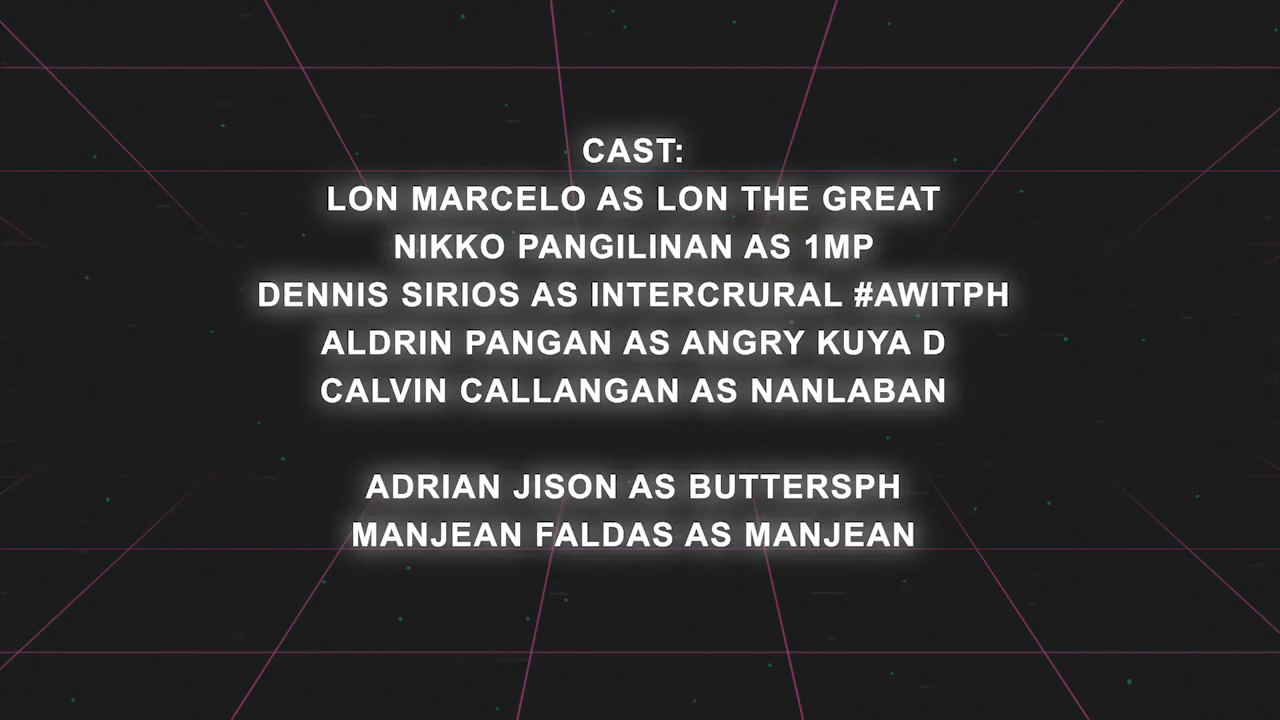 CAST:
LON MARCELO AS LON THE GREAT
NIKKO PANGILINAN AS 1MP
DENNIS SIRIOS AS INTERCRURAL #AWITPH
ALDRIN PANGAN AS ANGRY KUYA D
CALVIN CALLANGAN AS NANLABAN
ADRIAN JISON AS BUTTERSPH
MANJEAN FALDAS AS MANJEAN